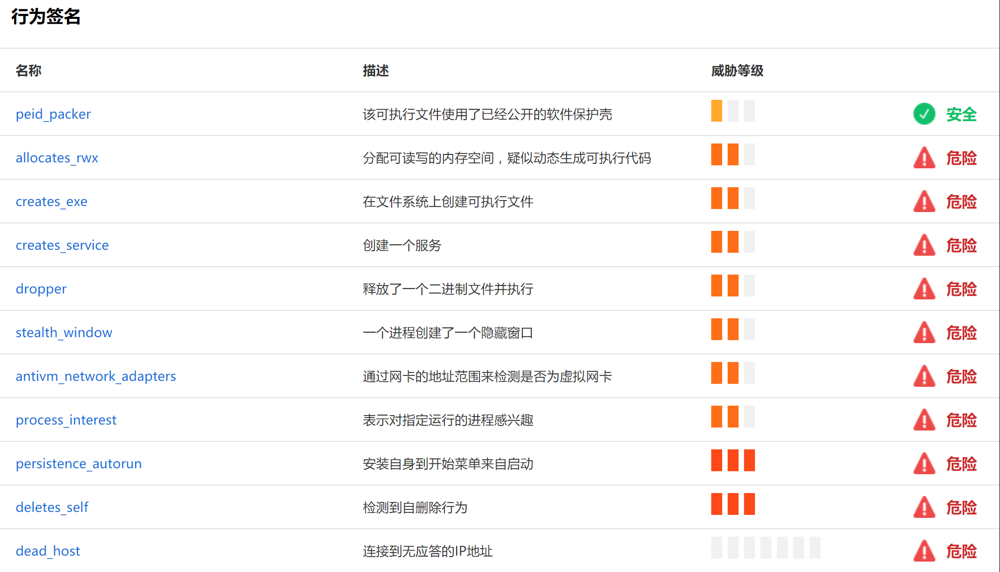 行为签名
名称 描述 威胁等级
peid_packer 该可执行文件使用了已经公开的软件保护壳 安全
allocates_rwx 分配可读写的内存空间，疑似动态生成可执行代码 危险
creates_exe 在文件系统上创建可执行文件 危险
creates_service 创建一个服务 危险
dropper 释放了一个二进制文件并执行 危险
stealth_window 一个进程创建了一个隐藏窗口 危险
antivm_network_adapters 通过网卡的地址范围来检测是否为虚拟网卡 危险
process_interest 表示对指定运行的进程感兴趣 危险
persistence_autorun 安装自身到开始菜单来自启动 危险
deletes_self 检测到自删除行为 危险
dead_host 连接到无应答的IP地址 危险